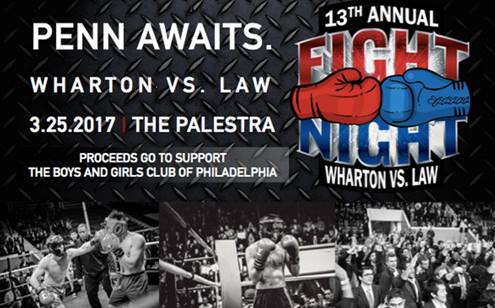 PENN AWAITS.
WHARTON VS. LAW
3.25.2017 | THE PALESTRA
PROCEEDS GO TO SUPPORT
THE BOYS AND GIRLS CLUB OF PHILADELPHIA
13TH ANNUAL
FIGHT
NIGHT
WHARTON VS. LAW